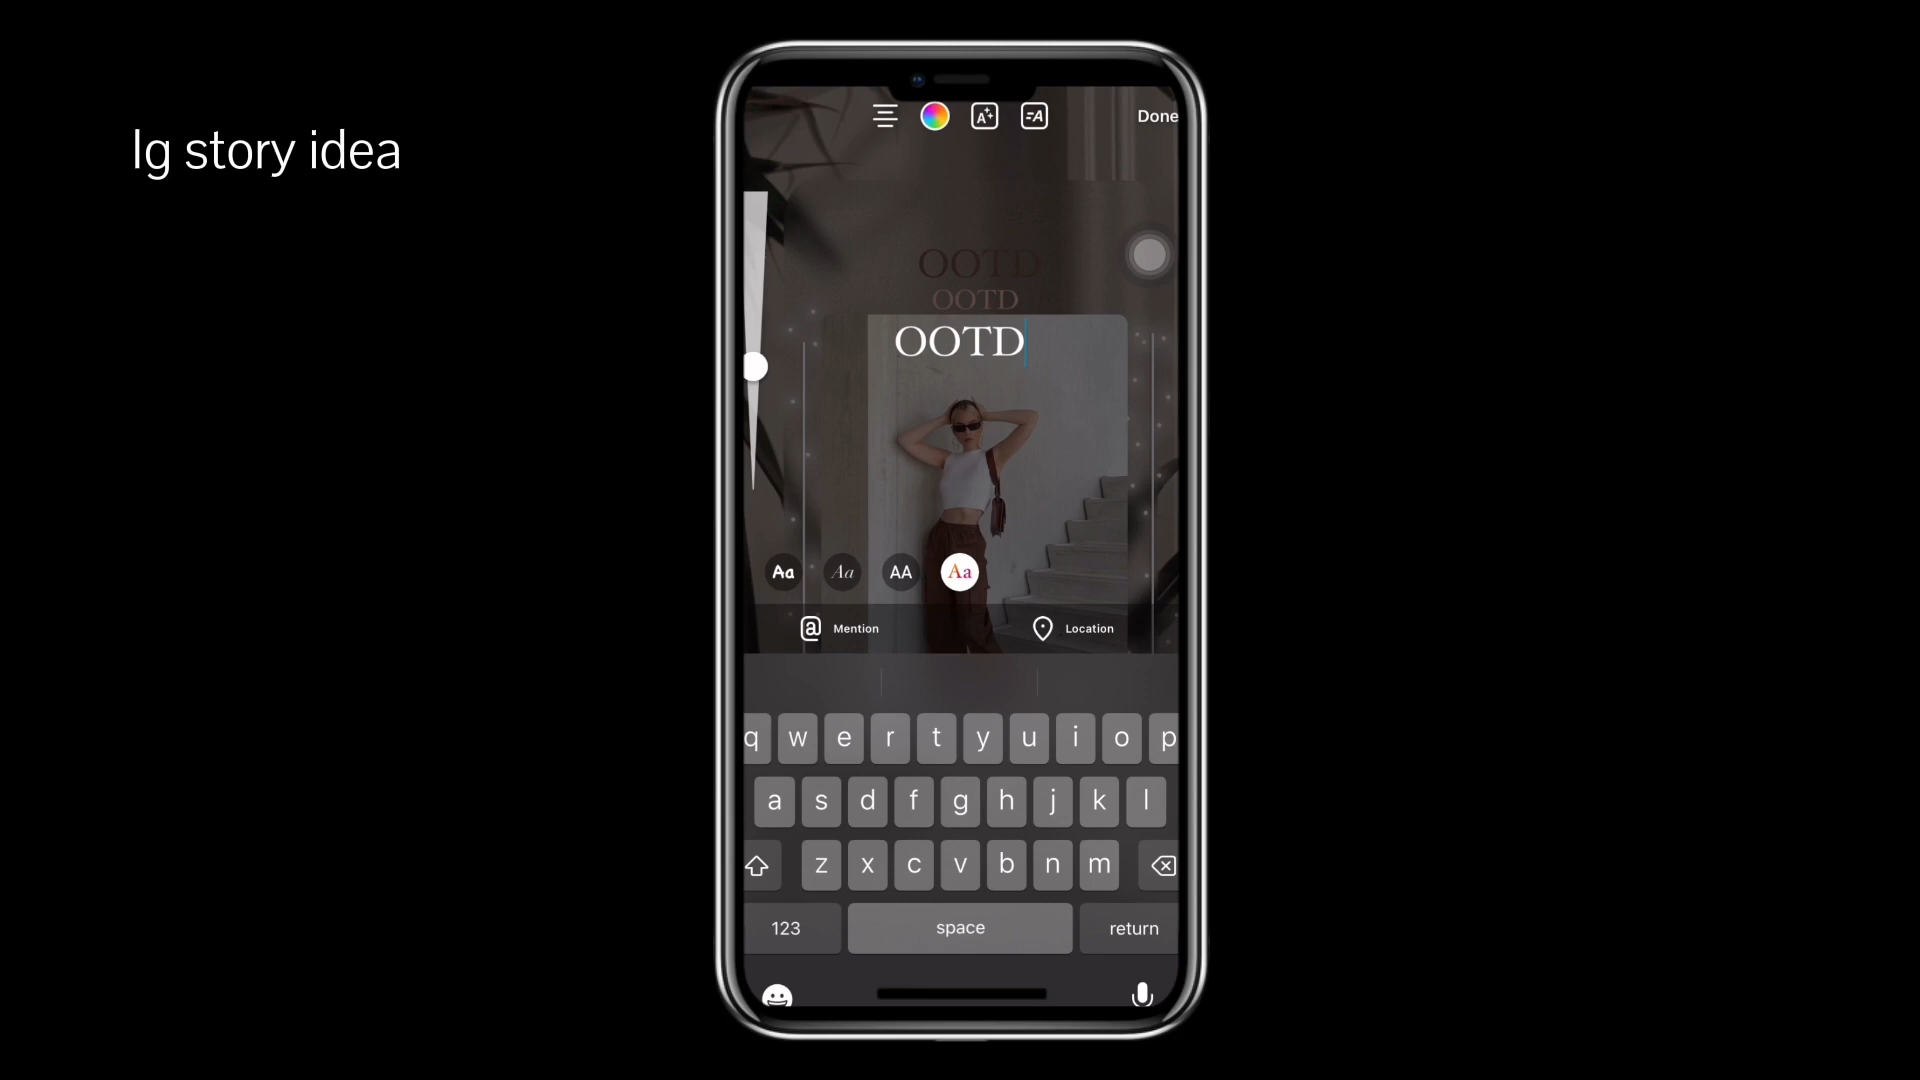 Ig story idea
Done
OOTD
OOTD
OOTD
Aa Aa AA Aa
Mention Location
q w e r t y u i o p
a s d f g h j k l
z x c v b n m
123 space return